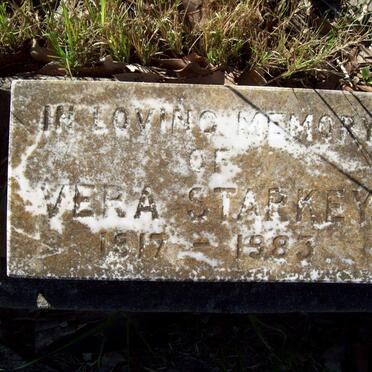 IN LOVING MEMORY
OF
VERA STARKEY
1917 - 1983